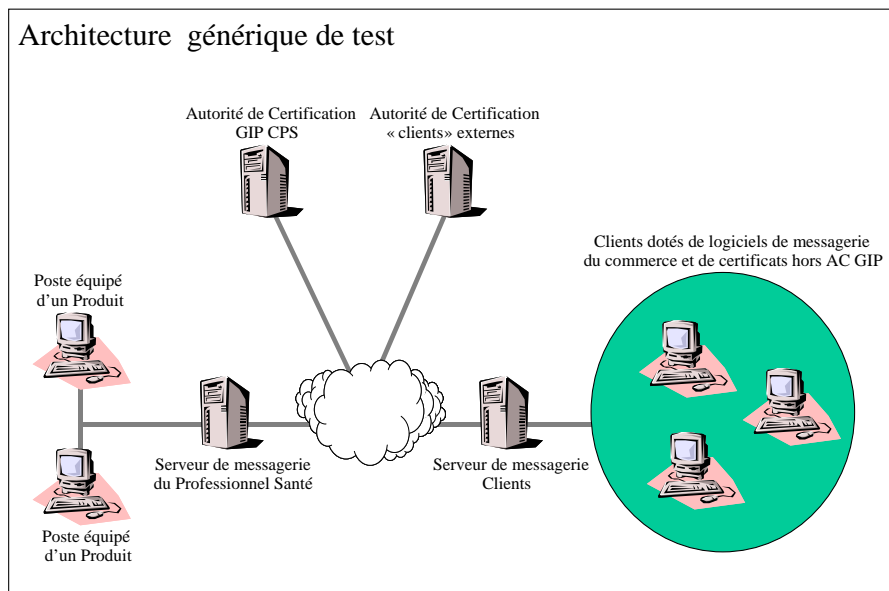 Architecture générique de test
Autorité de Certification
GIP CPS
Autorité de Certification
« clients» externes
Clients dotés de logiciels de messagerie
du commerce et de certificats hors AC GIP
Poste équipé
d'un Produit
Serveur de messagerie
du Professionnel Santé
Serveur de messagerie
Clients
Poste équipé
d'un Produit